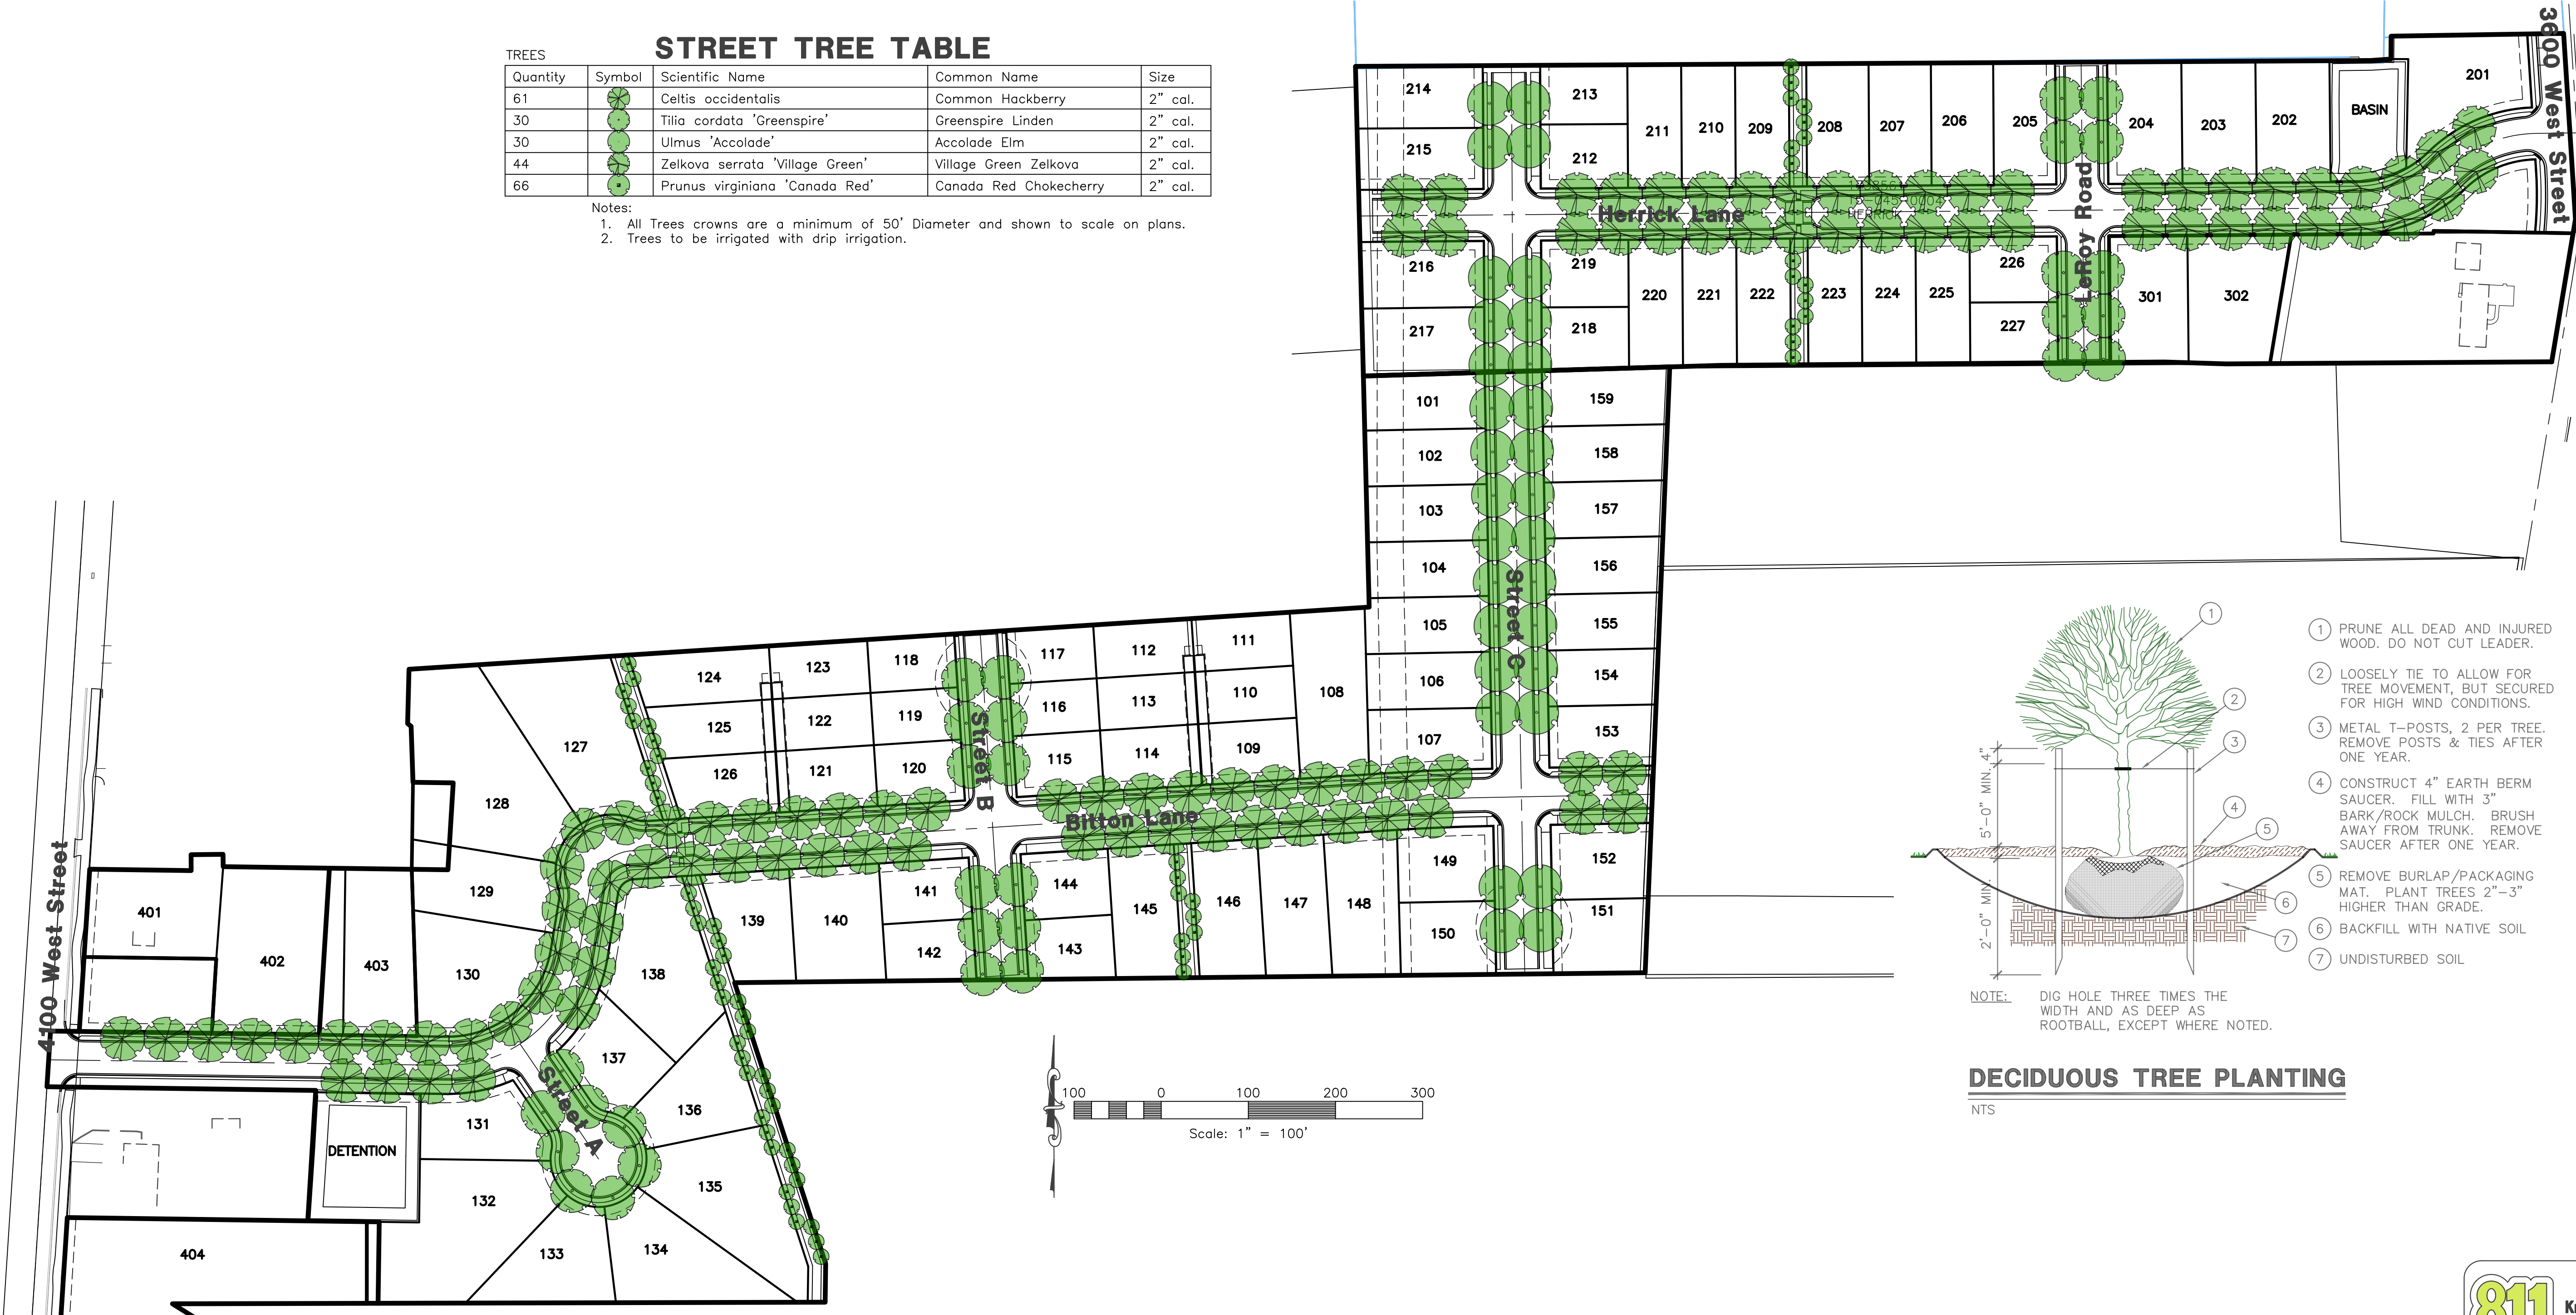 STREET TREE TABLE
TREES
Quantity Symbol Scientific Name Common Name Size
61 Celtis occidentalis Common Hackberry 2" cal.
30 Tilia cordata 'Greenspire' Greenspire Linden 2" cal.
30 Ulmus 'Accolade' Accolade Elm 2" cal.
44 Zelkova serrata 'Village Green' Village Green Zelkova 2" cal.
66 Prunus virginiana 'Canada Red' Canada Red Chokecherry 2" cal.
Notes:
1. All Trees crowns are a minimum of 50' Diameter and shown to scale on plans.
2. Trees to be irrigated with drip irrigation.
3600 West Street
201
214
213
211 210 209 208 207 206 205 204 203 202 BASIN
215
212
Herrick Lane
HERRICK
LeRoy Road
216
219
220 221 222 223 224 225
226
301 302
217
218
227
101 159
102 158
103 157
104 156
105 155
106 154
107 153
Street C
111
112
117
118
123
124
110
108
113
116
119
122
125
109
114
115
120
121
126
127
128
Street B
Bitton Lane
129
130
141
144
149
152
139 140 145 146 147 148
142 143 150 151
4100 West Street
401
402 403
138
137
136
Street A
131
DETENTION
132
135
133 134
404
100 0 100 200 300
Scale: 1" = 100'
1 PRUNE ALL DEAD AND INJURED
WOOD. DO NOT CUT LEADER.
2 LOOSELY TIE TO ALLOW FOR
TREE MOVEMENT, BUT SECURED
FOR HIGH WIND CONDITIONS.
3 METAL T-POSTS, 2 PER TREE.
REMOVE POSTS & TIES AFTER
ONE YEAR.
4 CONSTRUCT 4" EARTH BERM
SAUCER. FILL WITH 3"
BARK/ROCK MULCH. BRUSH
AWAY FROM TRUNK. REMOVE
SAUCER AFTER ONE YEAR.
5 REMOVE BURLAP/PACKAGING
MAT. PLANT TREES 2"-3"
HIGHER THAN GRADE.
6 BACKFILL WITH NATIVE SOIL
7 UNDISTURBED SOIL
1
2
3
4
5
6
7
4"
5'-0" MIN.
2'-0" MIN.
NOTE: DIG HOLE THREE TIMES THE
WIDTH AND AS DEEP AS
ROOTBALL, EXCEPT WHERE NOTED.
DECIDUOUS TREE PLANTING
NTS
811